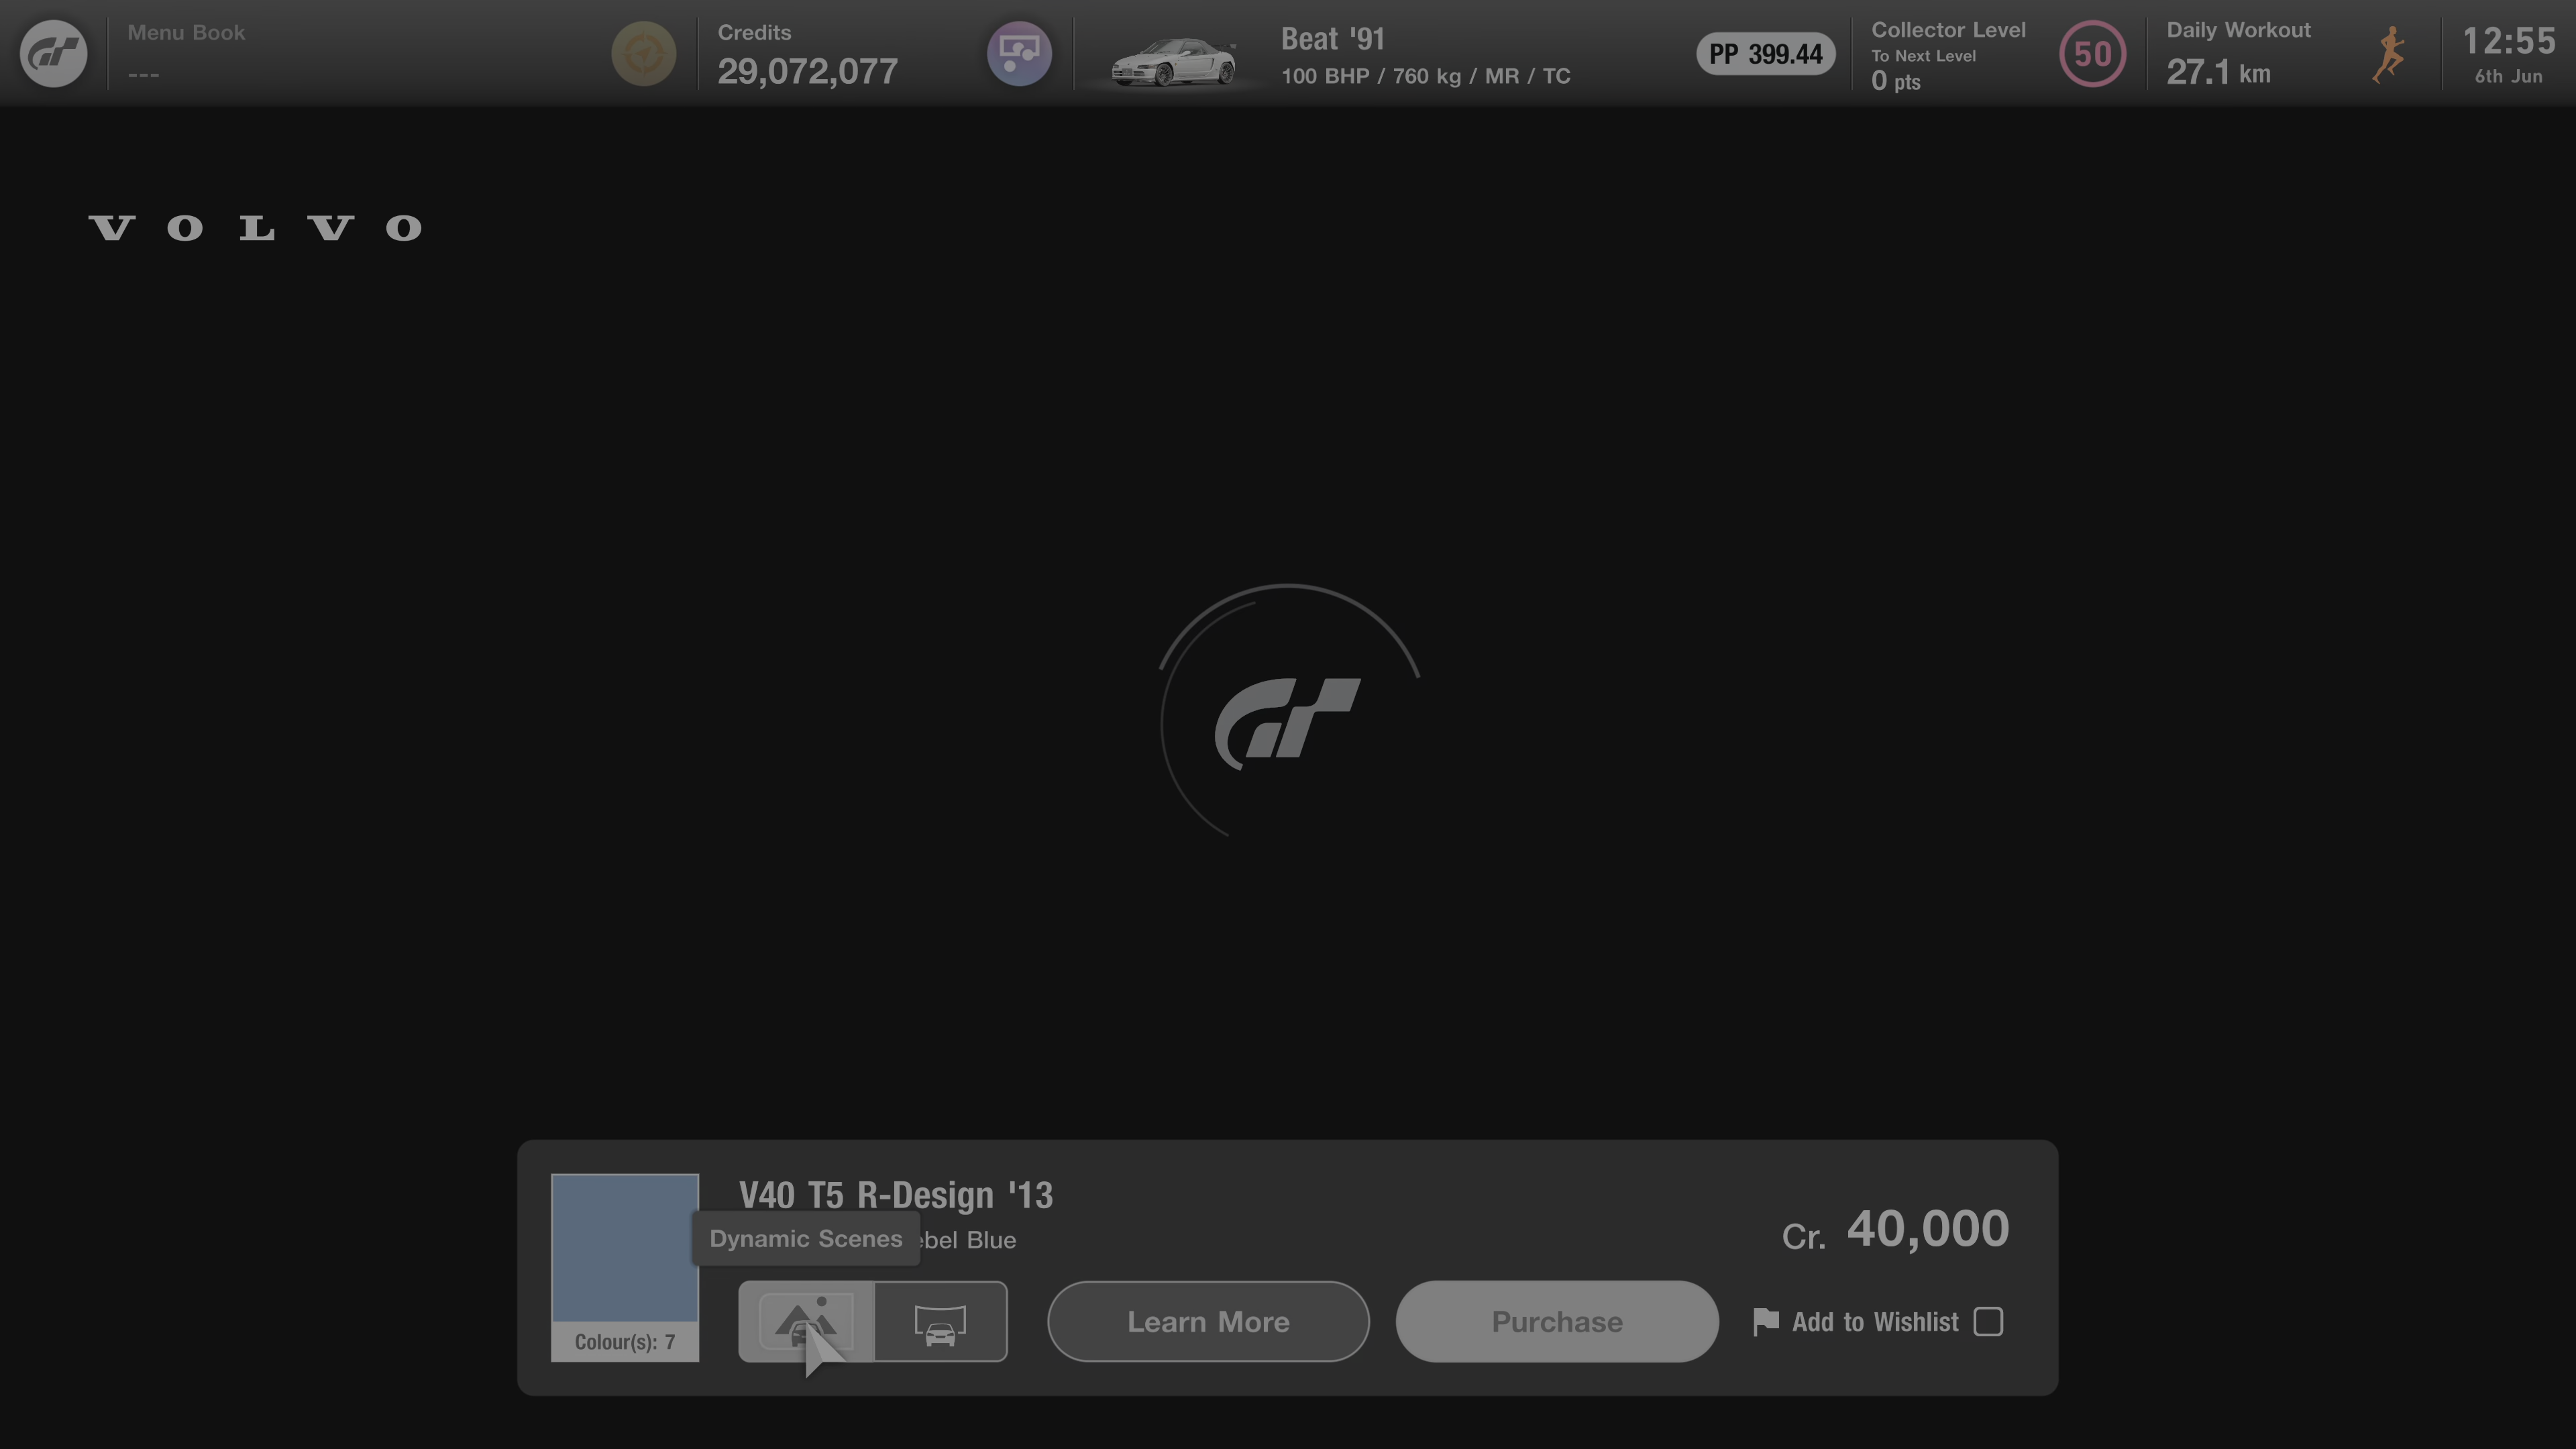 Menu Book
---
Credits
29,072,077
Beat '91
100 BHP / 760 kg / MR / TC
PP 399.44
Collector Level
To Next Level
0 pts
50
Daily Workout
27.1 km
12:55
6th Jun
VOLVO
V40 T5 R-Design '13
Dynamic Scenes
Blue
Cr. 40,000
Colour(s): 7
Learn More
Purchase
Add to Wishlist